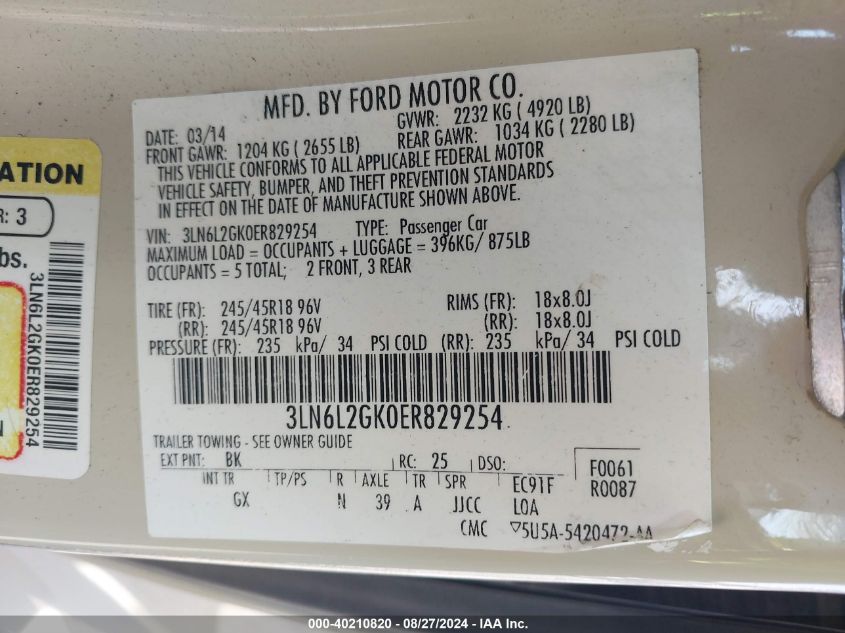 MFD. BY FORD MOTOR CO.
DATE: 03/14
GVWR: 2232 KG ( 4920 LB)
FRONT GAWR: 1204 KG ( 2655 LB)
REAR GAWR: 1034 KG ( 2280 LB)
THIS VEHICLE CONFORMS TO ALL APPLICABLE FEDERAL MOTOR
VEHICLE SAFETY, BUMPER, AND THEFT PREVENTION STANDARDS
IN EFFECT ON THE DATE OF MANUFACTURE SHOWN ABOVE.
VIN: 3LN6L2GK0ER829254 TYPE: Passenger Car
MAXIMUM LOAD = OCCUPANTS + LUGGAGE = 396KG/ 875LB
OCCUPANTS = 5 TOTAL; 2 FRONT, 3 REAR
TIRE (FR): 245/45R18 96V RIMS (FR): 18x8.0J
(RR): 245/45R18 96V (RR): 18x8.0J
PRESSURE (FR): 235 kPa/ 34 PSI COLD (RR): 235 kPa/ 34 PSI COLD
3LN6L2GK0ER829254
TRAILER TOWING - SEE OWNER GUIDE
EXT PNT: BK RC: 25 DSO: F0061
INT TR TP/PS R AXLE TR SPR EC91F R0087
GX N 39 A JJCC LOA
CMC 5U5A-5420472-AA
ATION
R: 3
bs.
3LN6L2GK0ER829254
N
000-40210820 - 08/27/2024 - IAA Inc.